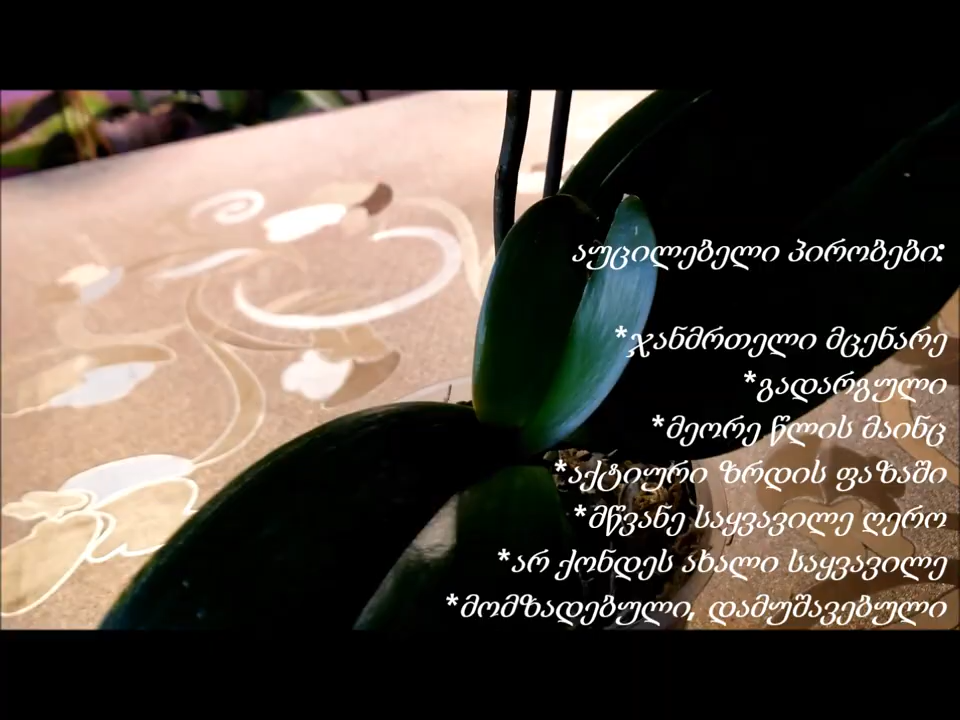 აუცილებელი პირობები:
*ჯანმრთელი მცენარე
*გადარგული
*მეორე წლის მაინც
*აქტიური ზრდის ფაზაში
*მწვანე საყვავილე ღერო
*არ ქონდეს ახალი საყვავილე
*მომზადებული, დამუშავებული